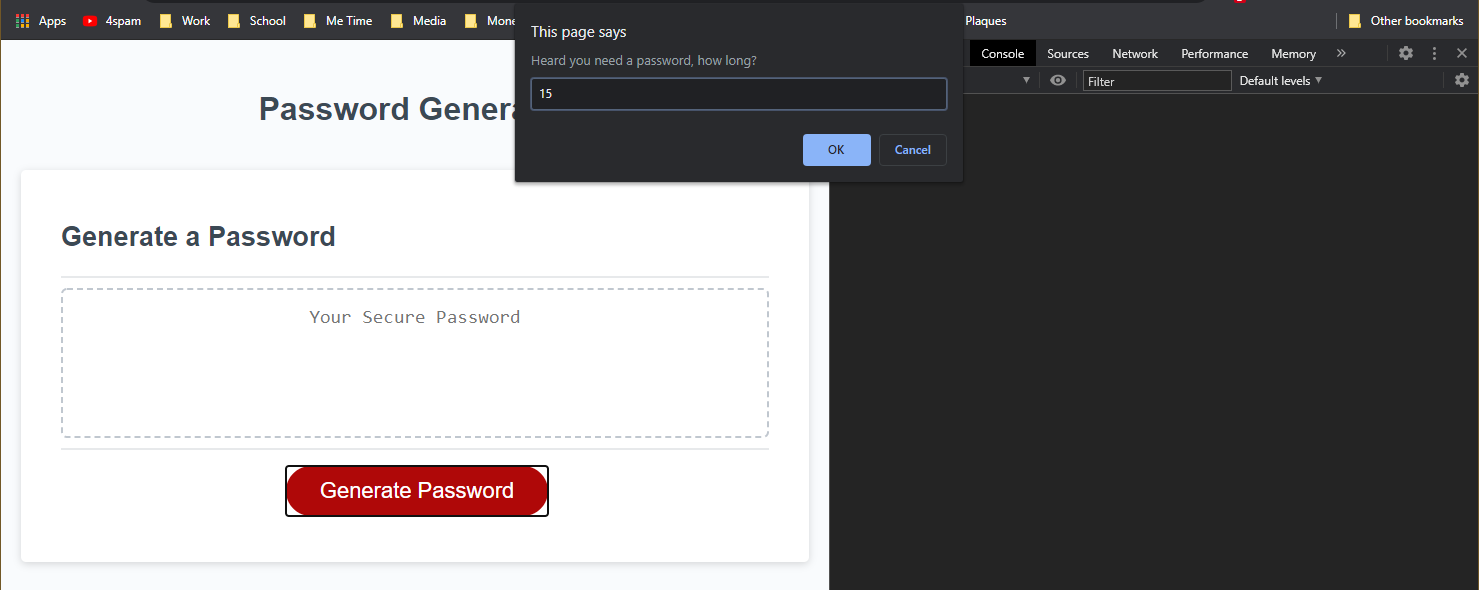 Apps 4spam Work School Me Time Media Mone Plaques Other bookmarks
This page says
Heard you need a password, how long?
15
OK Cancel
Console Sources Network Performance Memory »
Filter Default levels ▼
Password Genera
Generate a Password
Your Secure Password
Generate Password